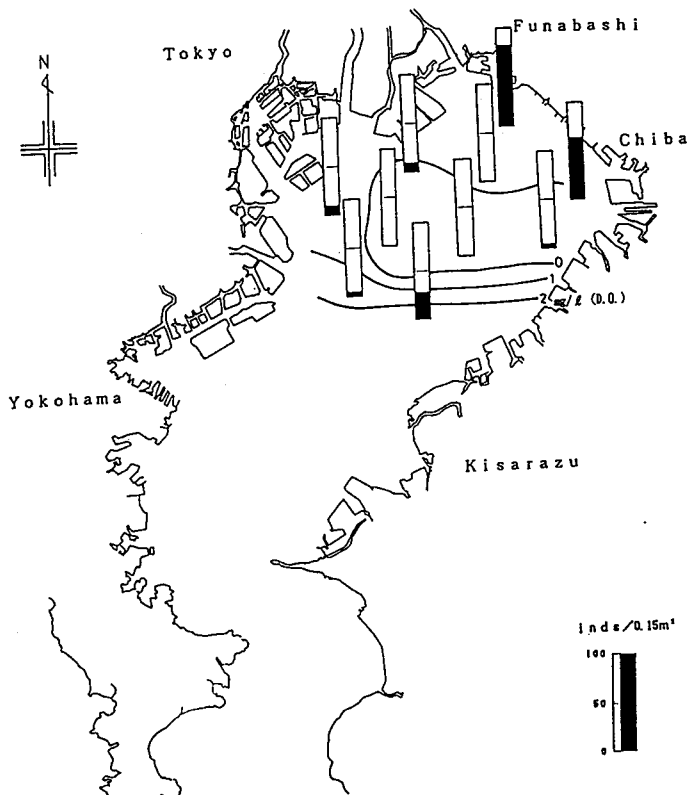 Funabashi
Tokyo
N
Chiba
0
1
2 mg/ℓ (D.O.)
Yokohama
Kisarazu
inds/0.15m²
100
50
0